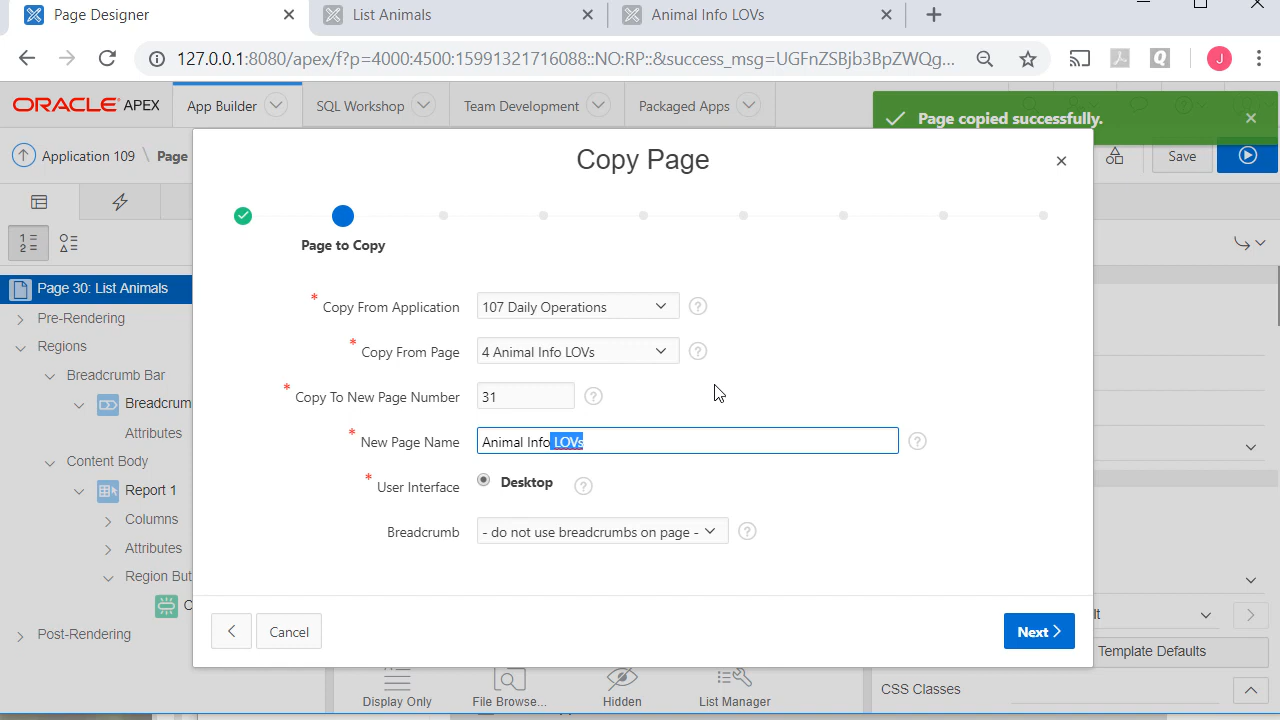 Page Designer
List Animals
Animal Info LOVs
127.0.0.1:8080/apex/f?p=4000:4500:15991321716088::NO:RP::&success_msg=UGFnZSBjb3BpZWQg...
J
ORACLE APEX
App Builder
SQL Workshop
Team Development
Packaged Apps
Page copied successfully.
Application 109 \ Page
Save
Copy Page
Page to Copy
Page 30: List Animals
Pre-Rendering
Regions
Breadcrumb Bar
Breadcrum
Attributes
Content Body
Report 1
Columns
Attributes
Region But
Post-Rendering
* Copy From Application 107 Daily Operations ?
* Copy From Page 4 Animal Info LOVs ?
* Copy To New Page Number 31 ?
* New Page Name Animal Info LOVs ?
* User Interface Desktop ?
Breadcrumb - do not use breadcrumbs on page - ?
Cancel
Next
Template Defaults
CSS Classes
Display Only
File Browse...
Hidden
List Manager